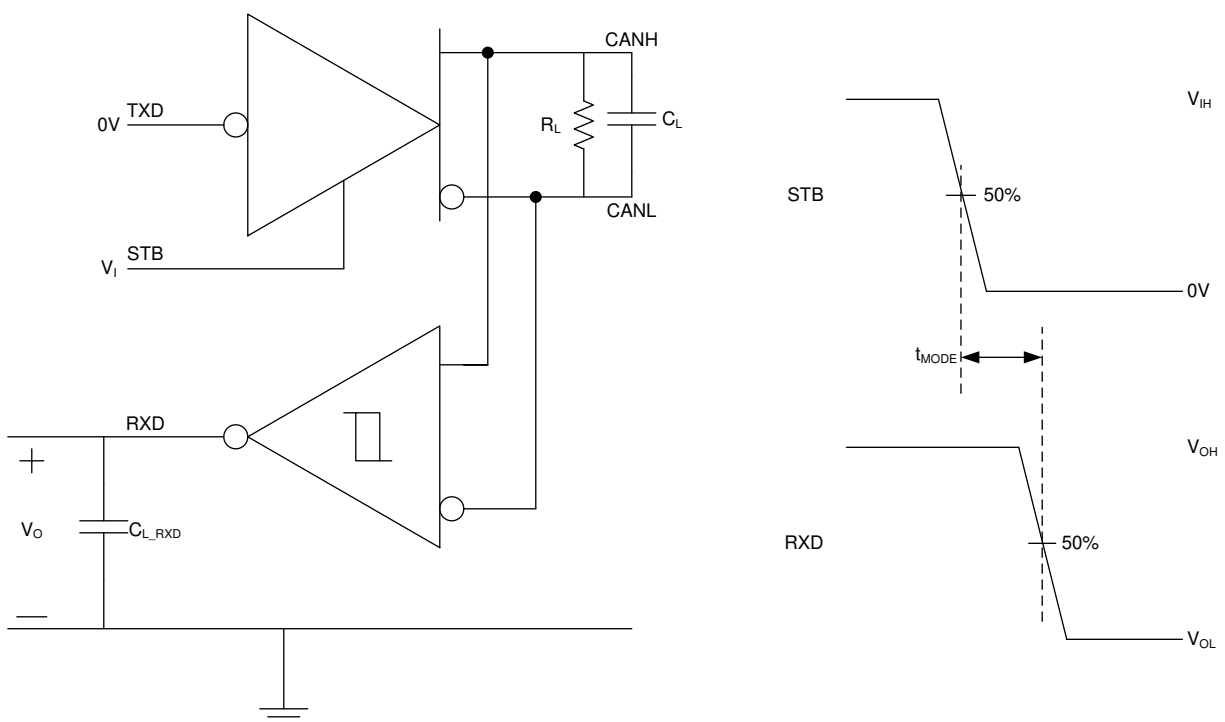 CANH
TXD
0V
R_L
C_L
CANL
STB
V_I
RXD
+
V_O
C_L_RXD
—
V_IH
STB
50%
0V
t_MODE
V_OH
RXD
50%
V_OL